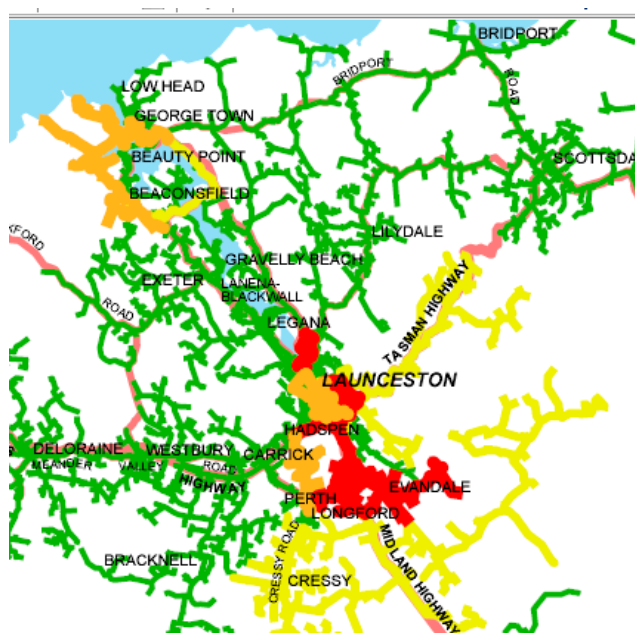 BRIDPORT
BRIDPORT
ROAD
LOW HEAD
GEORGE TOWN
BEAUTY POINT
SCOTTSDA
BEACONSFIELD
LILYDALE
KFORD
ROAD
GRAVELLY BEACH
EXETER
LANENA-
BLACKWALL
LEGANA
TASMAN HIGHWAY
LAUNCESTON
HADSPEN
DELORAINE
WESTBURY
CARRICK
MEANDER
VALLEY
ROAD
HIGHWAY
PERTH
EVANDALE
LONGFORD
BRACKNELL
CRESSY ROAD
CRESSY
MIDLAND HIGHWAY